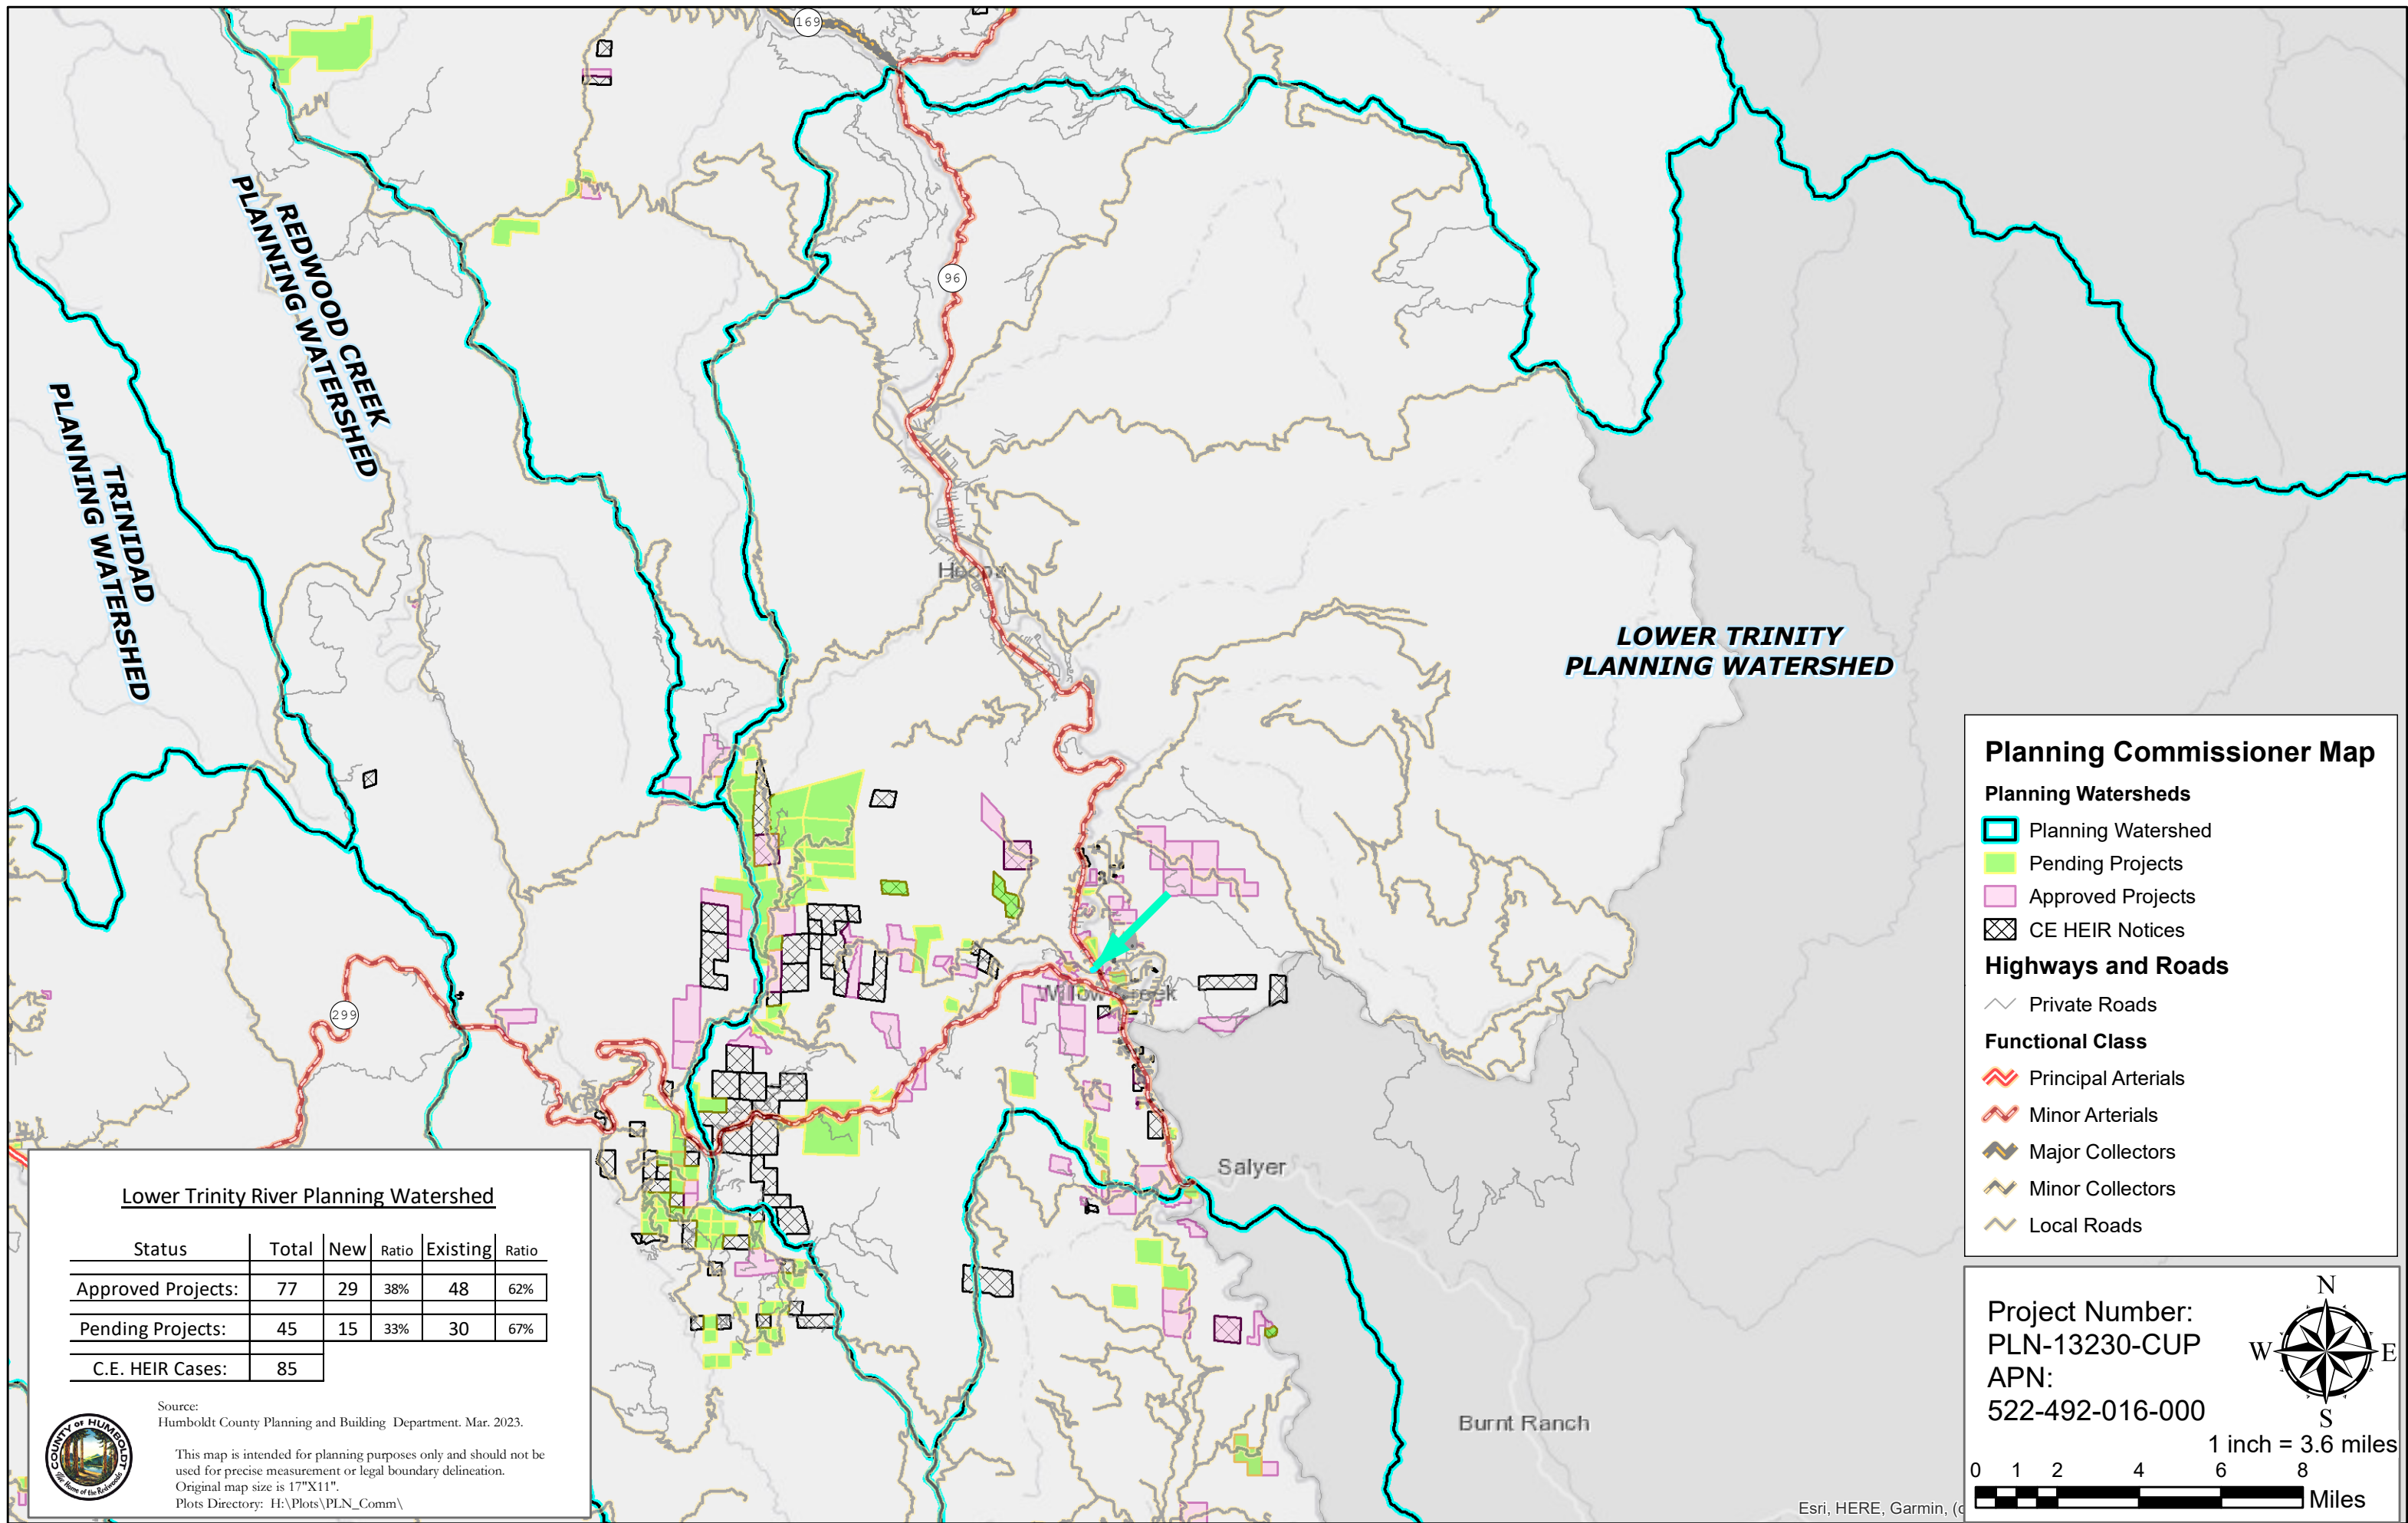 169
96
299
REDWOOD CREEK
PLANNING WATERSHED
TRINIDAD
PLANNING WATERSHED
LOWER TRINITY
PLANNING WATERSHED
Hoopa
Willow Creek
Salyer
Burnt Ranch
Planning Commissioner Map
Planning Watersheds
Planning Watershed
Pending Projects
Approved Projects
CE HEIR Notices
Highways and Roads
Private Roads
Functional Class
Principal Arterials
Minor Arterials
Major Collectors
Minor Collectors
Local Roads
Project Number:
PLN-13230-CUP
APN:
522-492-016-000
N
W E
S
1 inch = 3.6 miles
0 1 2 4 6 8
Miles
Esri, HERE, Garmin, (c
Lower Trinity River Planning Watershed
Status Total New Ratio Existing Ratio
Approved Projects: 77 29 38% 48 62%
Pending Projects: 45 15 33% 30 67%
C.E. HEIR Cases: 85
Source:
Humboldt County Planning and Building Department. Mar. 2023.
This map is intended for planning purposes only and should not be
used for precise measurement or legal boundary delineation.
Original map size is 17"X11".
Plots Directory: H:\Plots\PLN_Comm\
COUNTY OF HUMBOLDT
The Home of the Redwoods